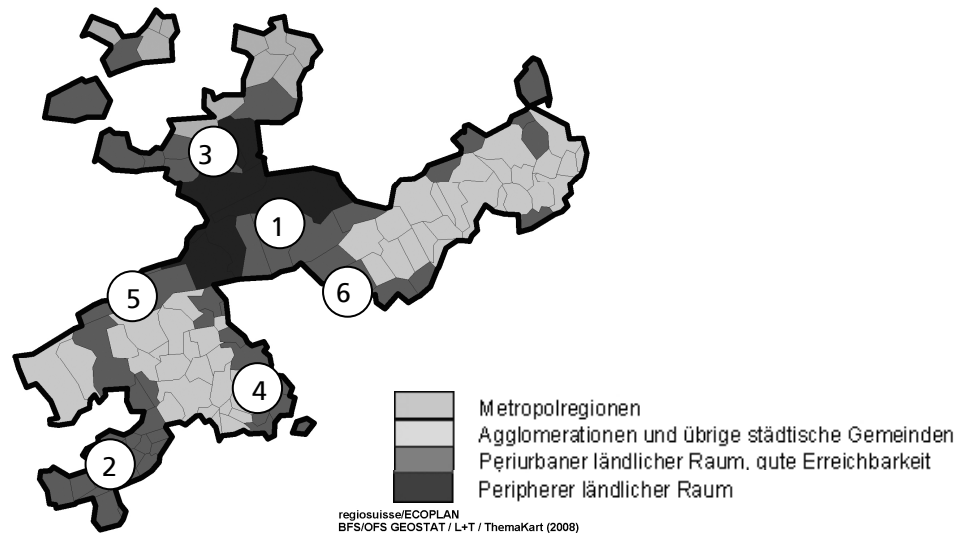 3
1
5
6
4
2
Metropolregionen
Agglomerationen und übrige städtische Gemeinden
Periurbaner ländlicher Raum, gute Erreichbarkeit
Peripherer ländlicher Raum
regiosuisse/ECOPLAN
BFS/OFS GEOSTAT / L+T / ThemaKart (2008)